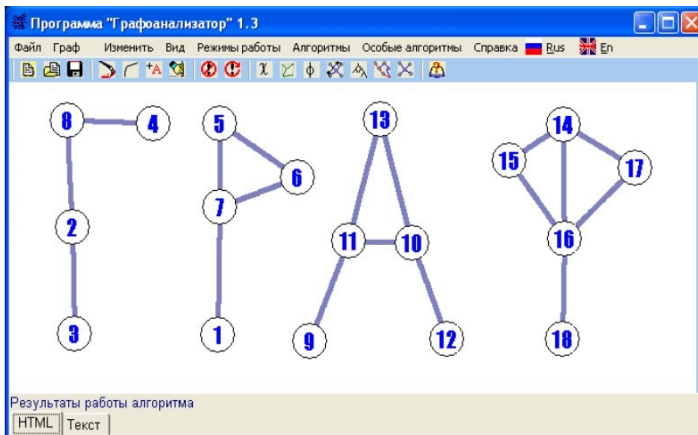 Программа "Графоанализатор" 1.3
Файл Граф Изменить Вид Режимы работы Алгоритмы Особые алгоритмы Справка Rus En
8 4 5 13 14
15 17
6
7
2 11 10 16
3 1 9 12 18
Результаты работы алгоритма
HTML Текст